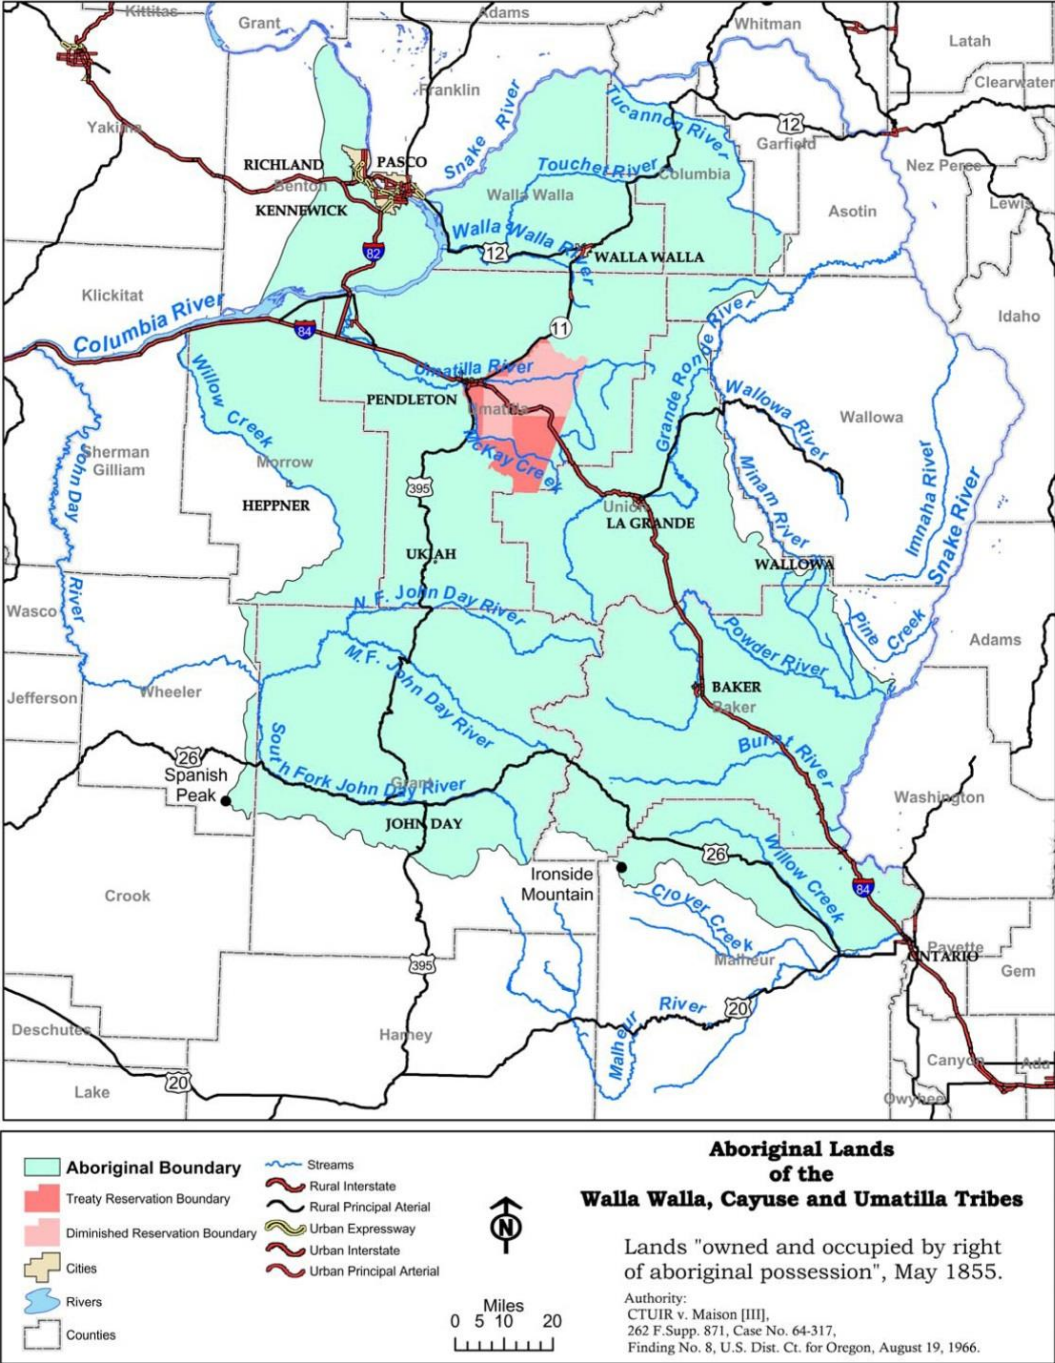 Kittitas
Grant
Adams
Whitman
Latah
Clearwater
Franklin
Yakima
Snake River
Tucannon River
12
Garfield
RICHLAND
PASCO
Benton
Touchet River
Columbia
Nez Perce
KENNEWICK
Walla Walla
Asotin
Lewis
Walla Walla River
82
12
WALLA WALLA
Klickitat
Columbia River
84
11
Grande Ronde River
Idaho
Willow Creek
Umatilla River
PENDLETON
Umatilla
Wallowa River
Wallowa
Sherman
Gilliam
John Day River
Morrow
McKay Creek
395
HEPPNER
Union
LA GRANDE
Minam River
Imnaha River
Snake River
UKIAH
WALLOWA
Wasco
N. F. John Day River
Powder River
Pine Creek
Adams
M.F. John Day River
Jefferson
Wheeler
BAKER
Baker
26
Spanish
Peak
South Fork John Day River
Grant
Burnt River
Washington
JOHN DAY
Ironside
Mountain
26
Willow Creek
84
Crook
Clover Creek
Malheur
Payette
ONTARIO
Gem
395
River
20
Deschutes
Harney
Malheur
Canyon
Ada
Lake
20
Owyhee
Aboriginal Boundary
Treaty Reservation Boundary
Diminished Reservation Boundary
Cities
Rivers
Counties
Streams
Rural Interstate
Rural Principal Aterial
Urban Expressway
Urban Interstate
Urban Principal Arterial
N
Miles
0 5 10 20
Aboriginal Lands
of the
Walla Walla, Cayuse and Umatilla Tribes
Lands "owned and occupied by right
of aboriginal possession", May 1855.
Authority:
CTUIR v. Maison [III],
262 F.Supp. 871, Case No. 64-317,
Finding No. 8, U.S. Dist. Ct. for Oregon, August 19, 1966.